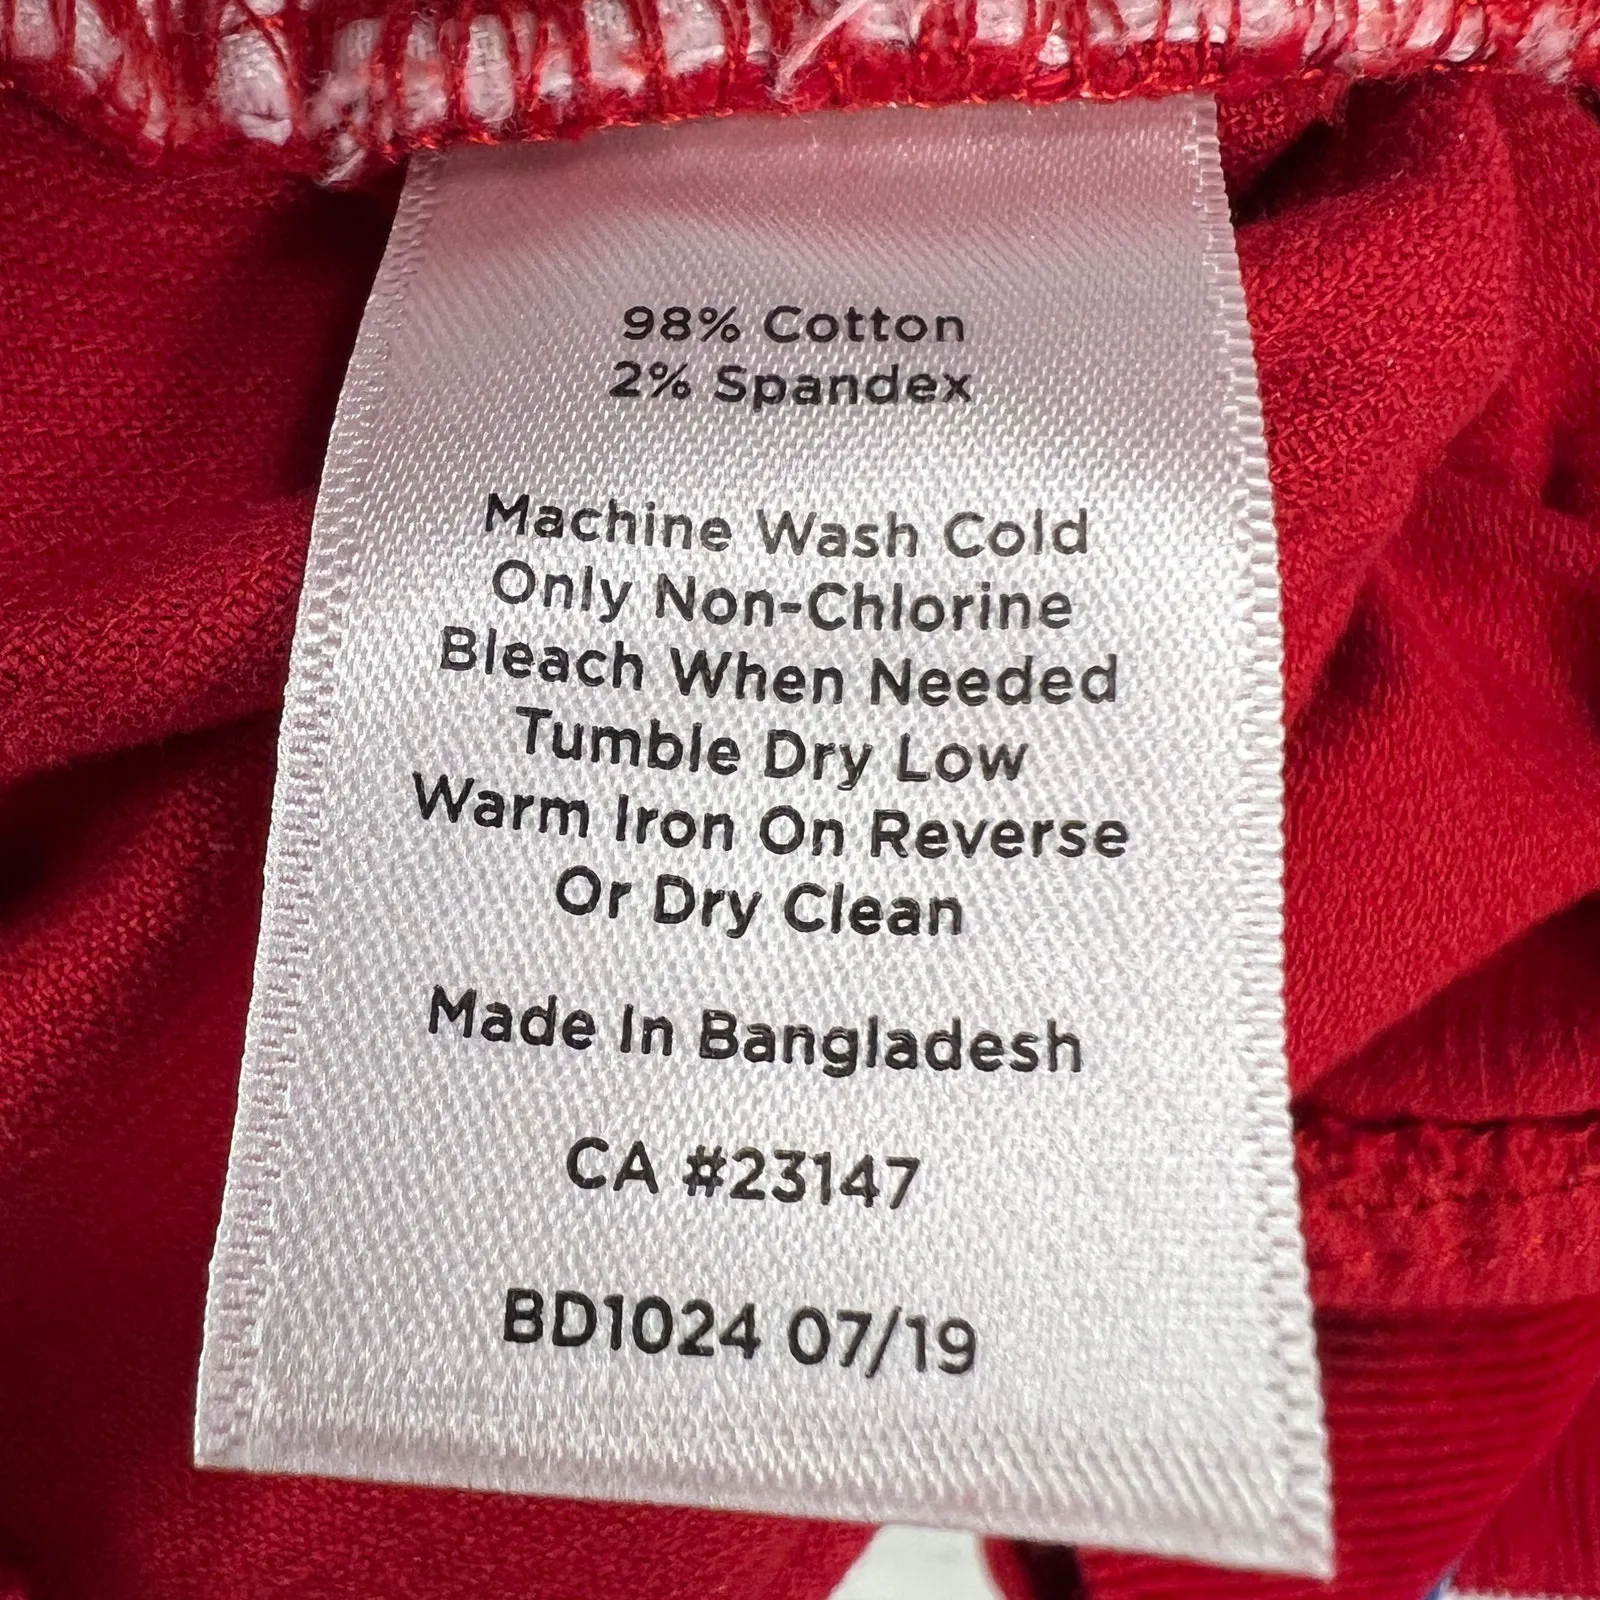 98% Cotton
2% Spandex
Machine Wash Cold
Only Non-Chlorine
Bleach When Needed
Tumble Dry Low
Warm Iron On Reverse
Or Dry Clean
Made In Bangladesh
CA #23147
BD1024 07/19